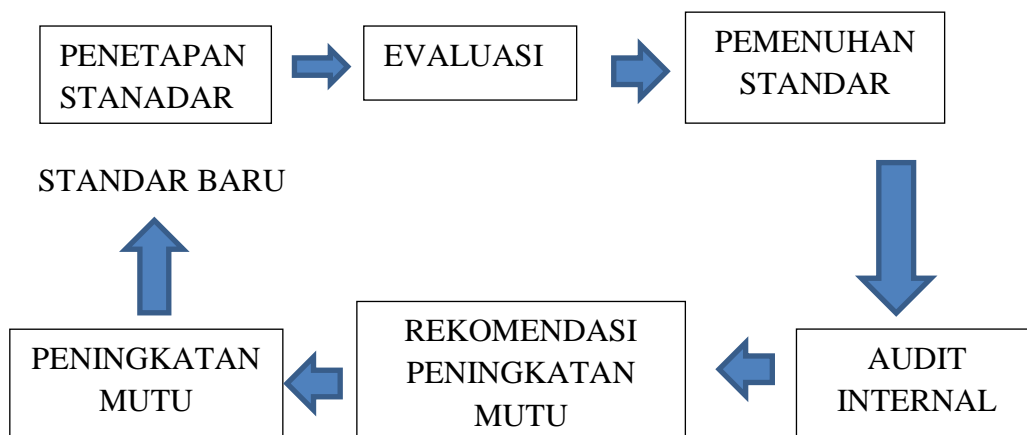 PENETAPAN
STANADAR
EVALUASI
PEMENUHAN
STANDAR
STANDAR BARU
PENINGKATAN
MUTU
REKOMENDASI
PENINGKATAN
MUTU
AUDIT
INTERNAL